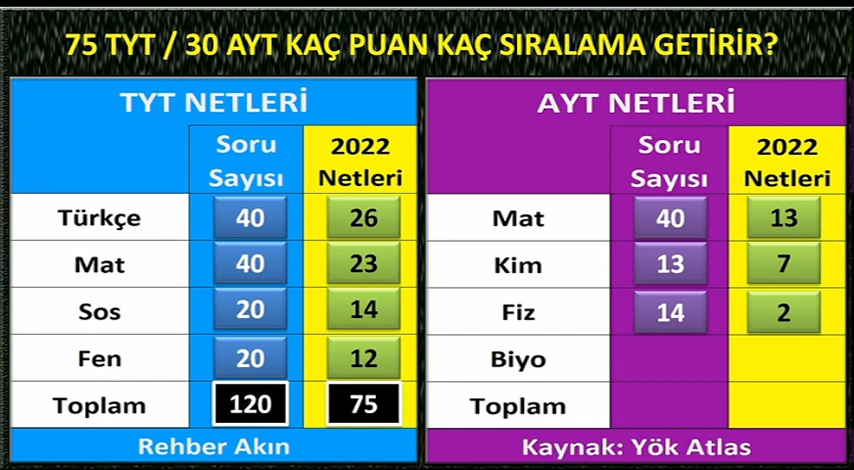 75 TYT / 30 AYT KAÇ PUAN KAÇ SIRALAMA GETİRİR?
TYT NETLERİ
Soru Sayısı 2022 Netleri
Türkçe 40 26
Mat 40 23
Sos 20 14
Fen 20 12
Toplam 120 75
Rehber Akın
AYT NETLERİ
Soru Sayısı 2022 Netleri
Mat 40 13
Kim 13 7
Fiz 14 2
Biyo
Toplam
Kaynak: Yök Atlas